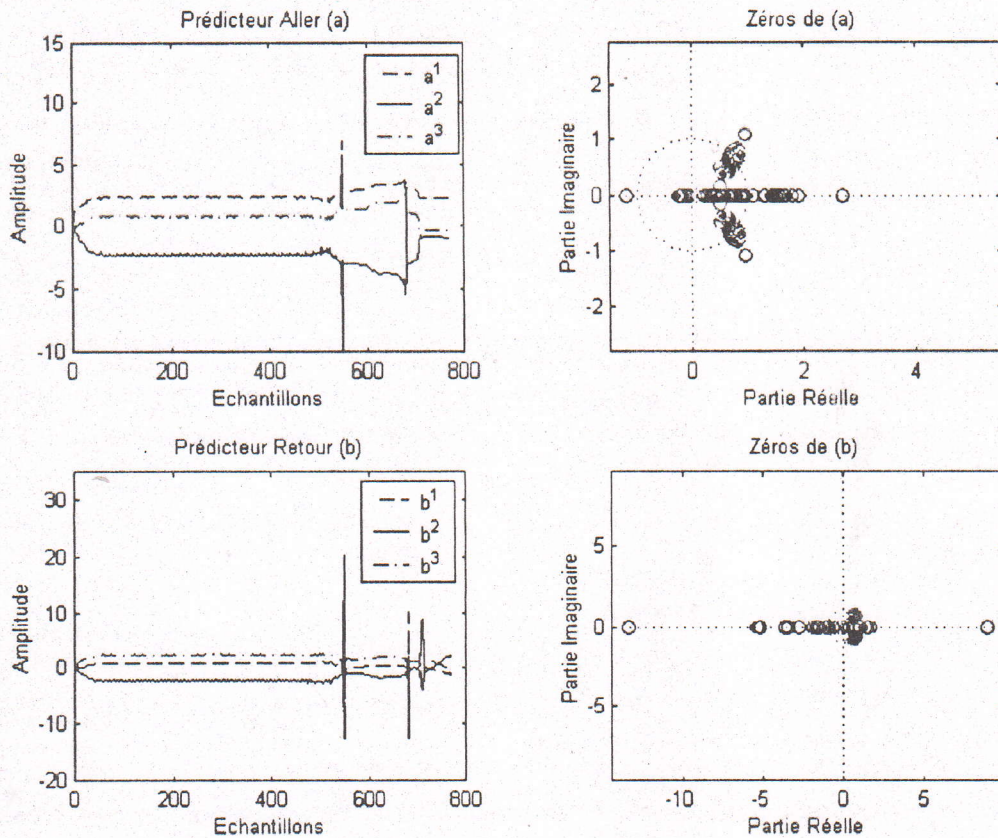 Prédicteur Aller (a)
15
10
5
0
-5
-10
Amplitude
a1
a2
a3
0 200 400 600 800
Echantillons
Zéros de (a)
2
1
0
-1
-2
Partie Imaginaire
0 2 4
Partie Réelle
Prédicteur Retour (b)
30
20
10
0
-10
-20
Amplitude
b1
b2
b3
0 200 400 600 800
Echantillons
Zéros de (b)
5
0
-5
Partie Imaginaire
-10 -5 0 5
Partie Réelle